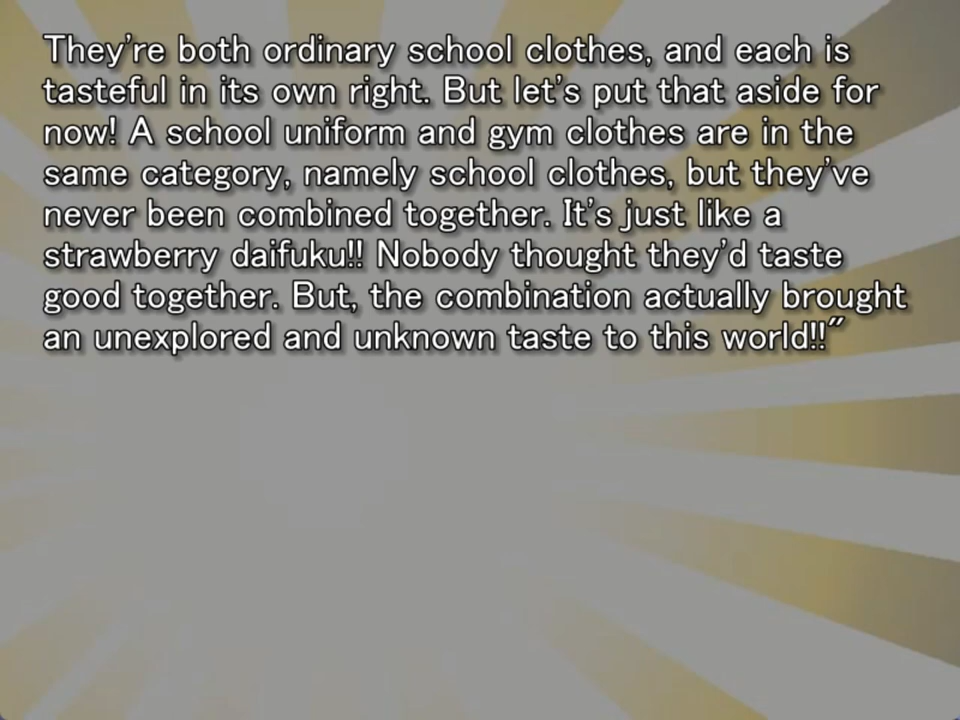 They're both ordinary school clothes, and each is
tasteful in its own right. But let's put that aside for
now! A school uniform and gym clothes are in the
same category, namely school clothes, but they've
never been combined together. It's just like a
strawberry daifuku!! Nobody thought they'd taste
good together. But, the combination actually brought
an unexplored and unknown taste to this world!!"